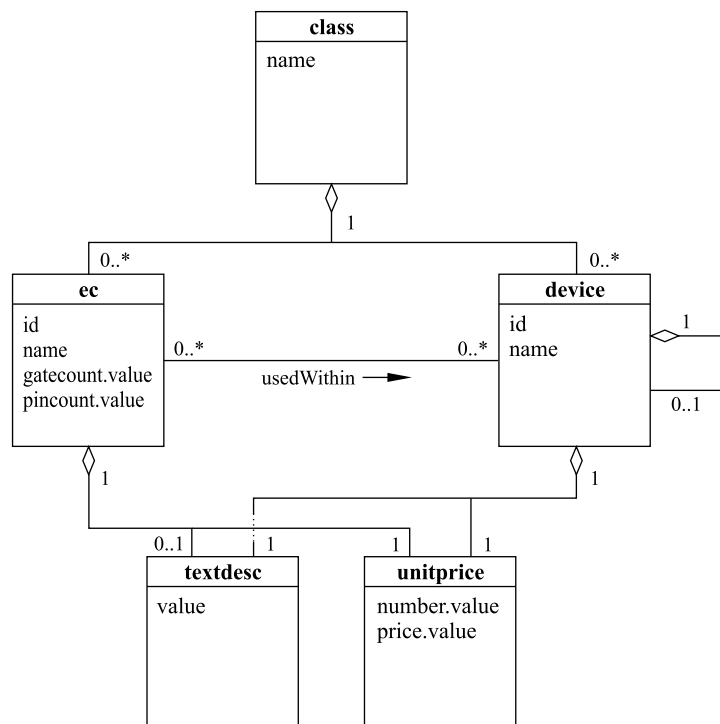 class
name
1
0..*
0..*
ec
id
name
gatecount.value
pincount.value
0..*
0..*
usedWithin
device
id
name
1
0..1
1
1
0..1
1
1
1
textdesc
value
unitprice
number.value
price.value